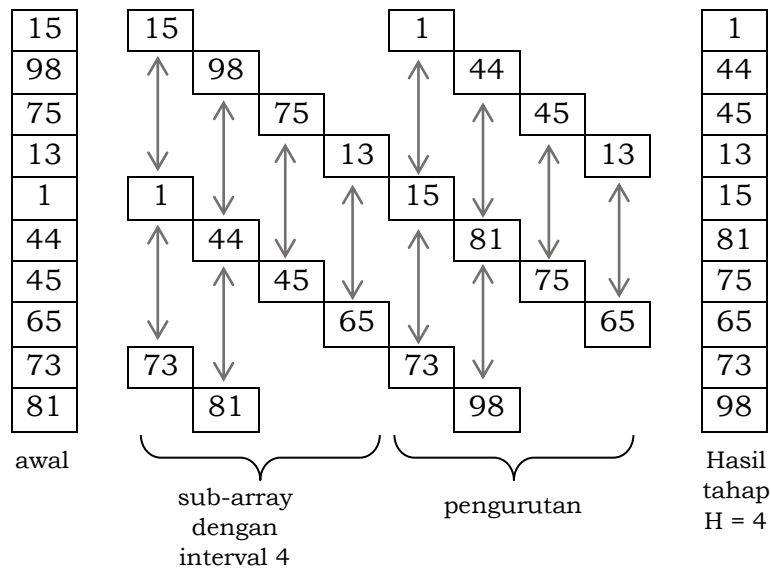 15 15 1 1
98 98 44 44
75 75 45 45
13 13 13 13
1 1 15 15
44 44 81 81
45 45 75 75
65 65 65 65
73 73 73 73
81 81 98 98
awal
sub-array
dengan
interval 4
pengurutan
Hasil
tahap
H = 4